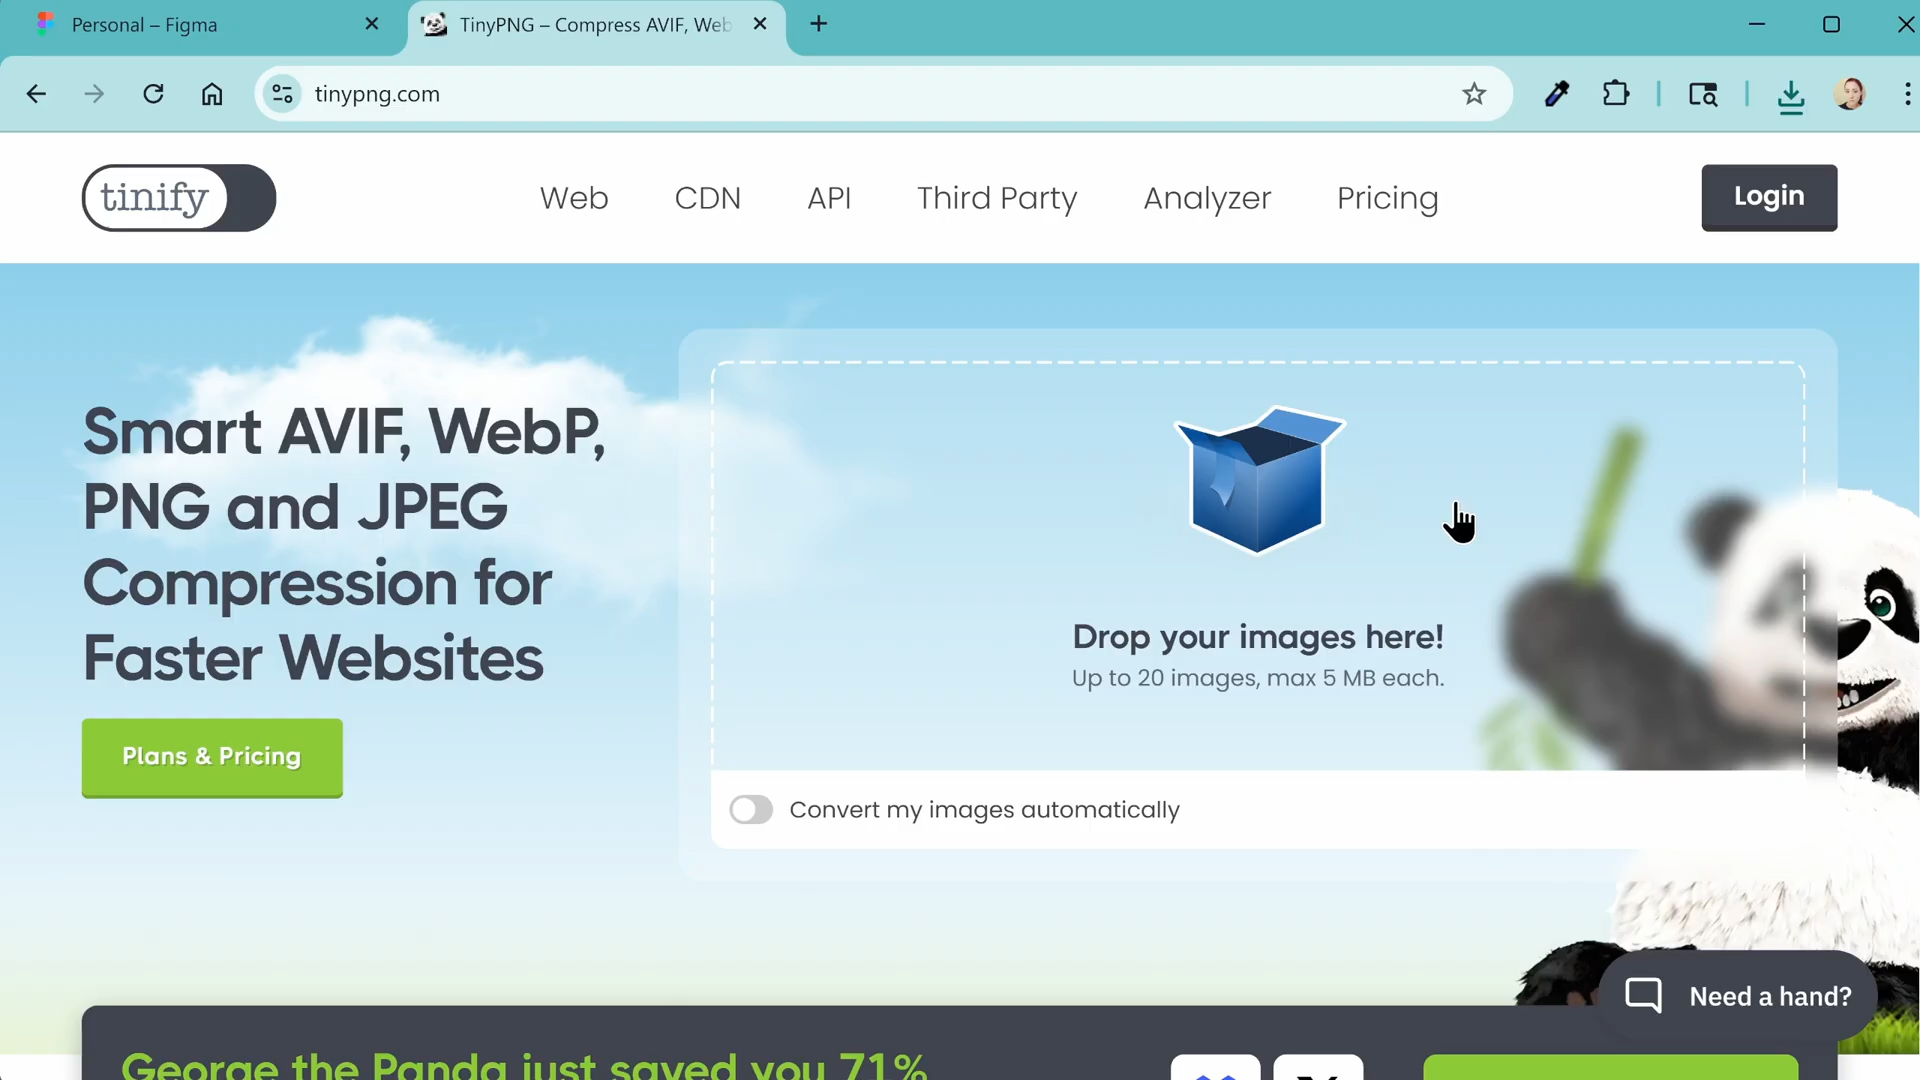 Personal – Figma
TinyPNG – Compress AVIF, Web
tinypng.com
tinify
Web
CDN
API
Third Party
Analyzer
Pricing
Login
Smart AVIF, WebP,
PNG and JPEG
Compression for
Faster Websites
Plans & Pricing
Drop your images here!
Up to 20 images, max 5 MB each.
Convert my images automatically
Need a hand?
George the Panda just saved you 71%